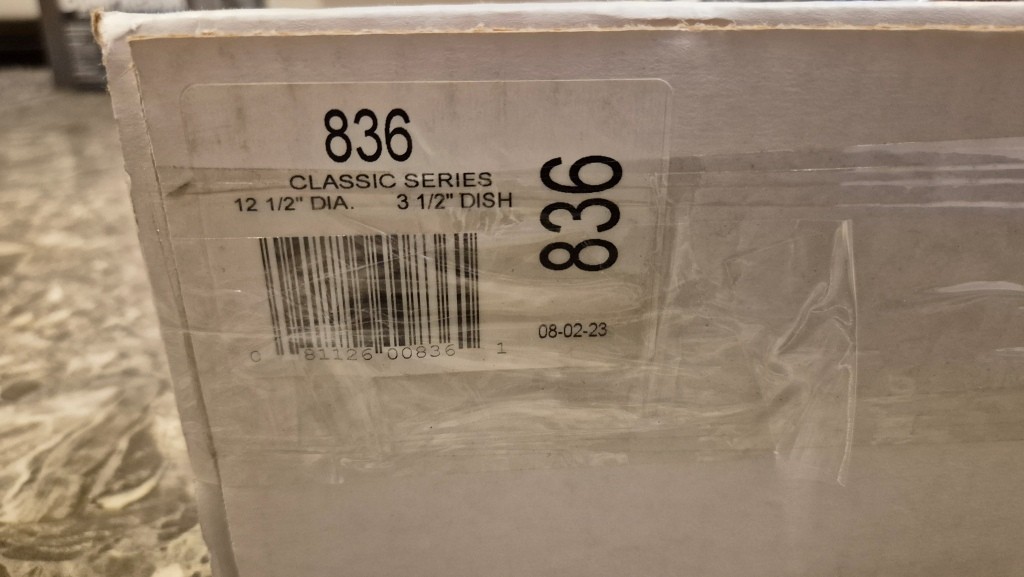 836
CLASSIC SERIES
12 1/2" DIA. 3 1/2" DISH
836
0 81126 00836 1
08-02-23